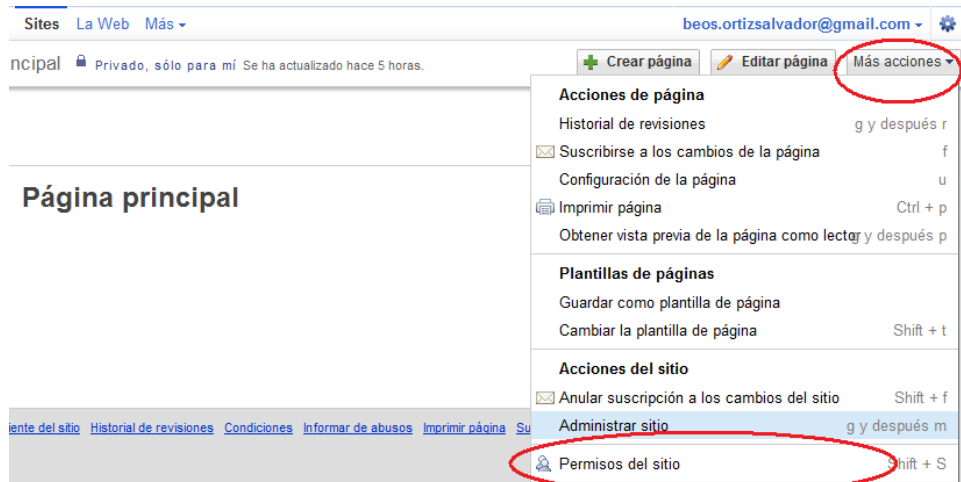 Sites La Web Más beos.ortizsalvador@gmail.com
ncipal Privado, sólo para mí Se ha actualizado hace 5 horas. Crear página Editar página Más acciones
Acciones de página
Historial de revisiones g y después r
Suscribirse a los cambios de la página f
Configuración de la página u
Página principal
Imprimir página Ctrl + p
Obtener vista previa de la página como lector y después p
Plantillas de páginas
Guardar como plantilla de página
Cambiar la plantilla de página Shift + t
Acciones del sitio
Anular suscripción a los cambios del sitio Shift + f
iente del sitio Historial de revisiones Condiciones Informar de abusos Imprimir página Su
Administrar sitio g y después m
Permisos del sitio Shift + S